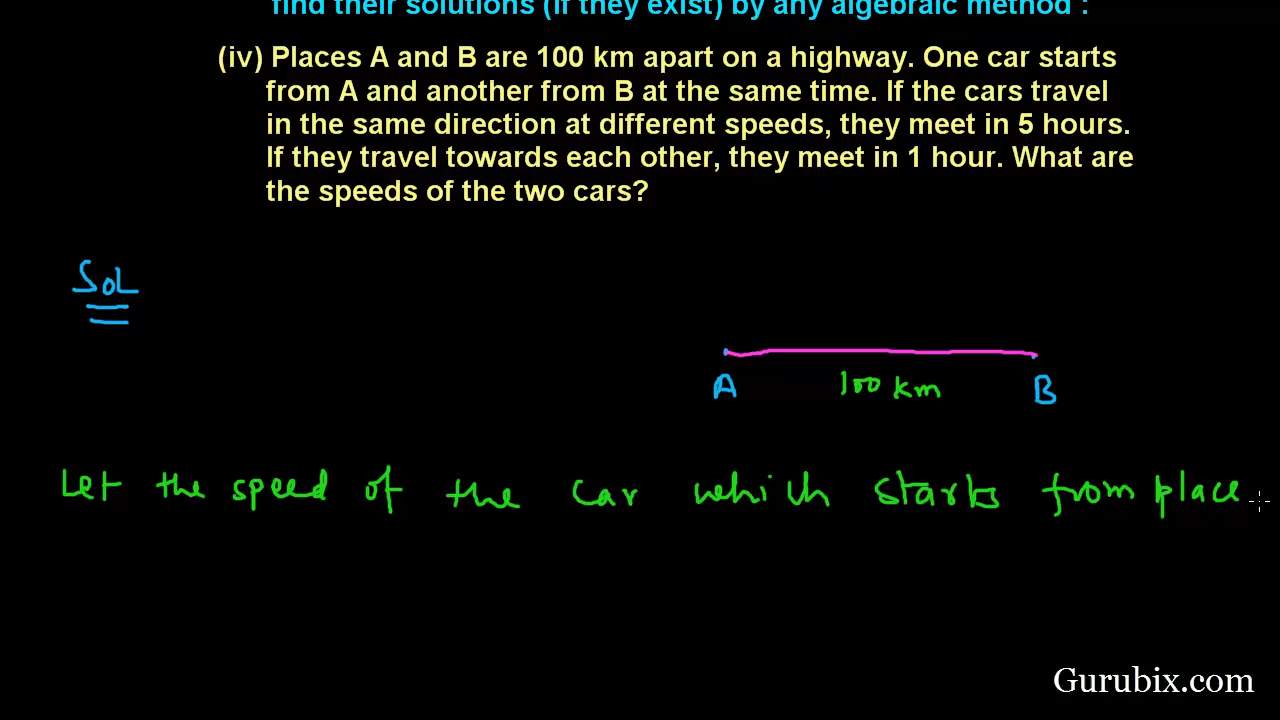 find their solutions (if they exist) by any algebraic method :
(iv) Places A and B are 100 km apart on a highway. One car starts
from A and another from B at the same time. If the cars travel
in the same direction at different speeds, they meet in 5 hours.
If they travel towards each other, they meet in 1 hour. What are
the speeds of the two cars?
Sol
A 100 km B
Let the speed of the car which starts from place
Gurubix.com